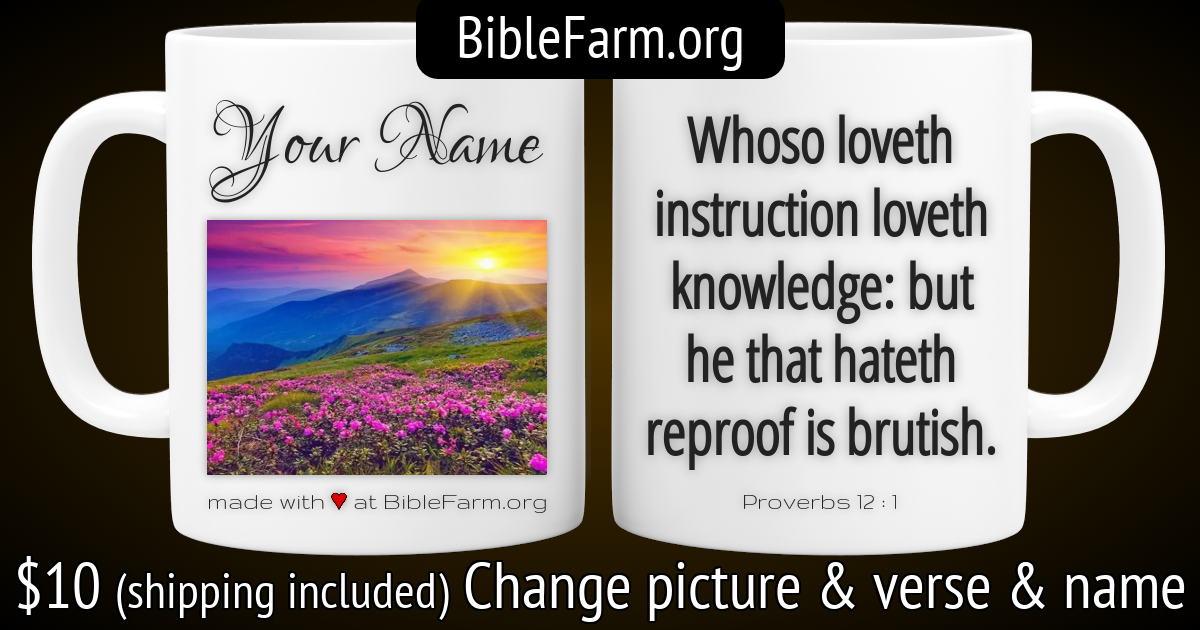 BibleFarm.org
Your Name
made with ♥ at BibleFarm.org
Whoso loveth
instruction loveth
knowledge: but
he that hateth
reproof is brutish.
Proverbs 12 : 1
$10 (shipping included) Change picture & verse & name